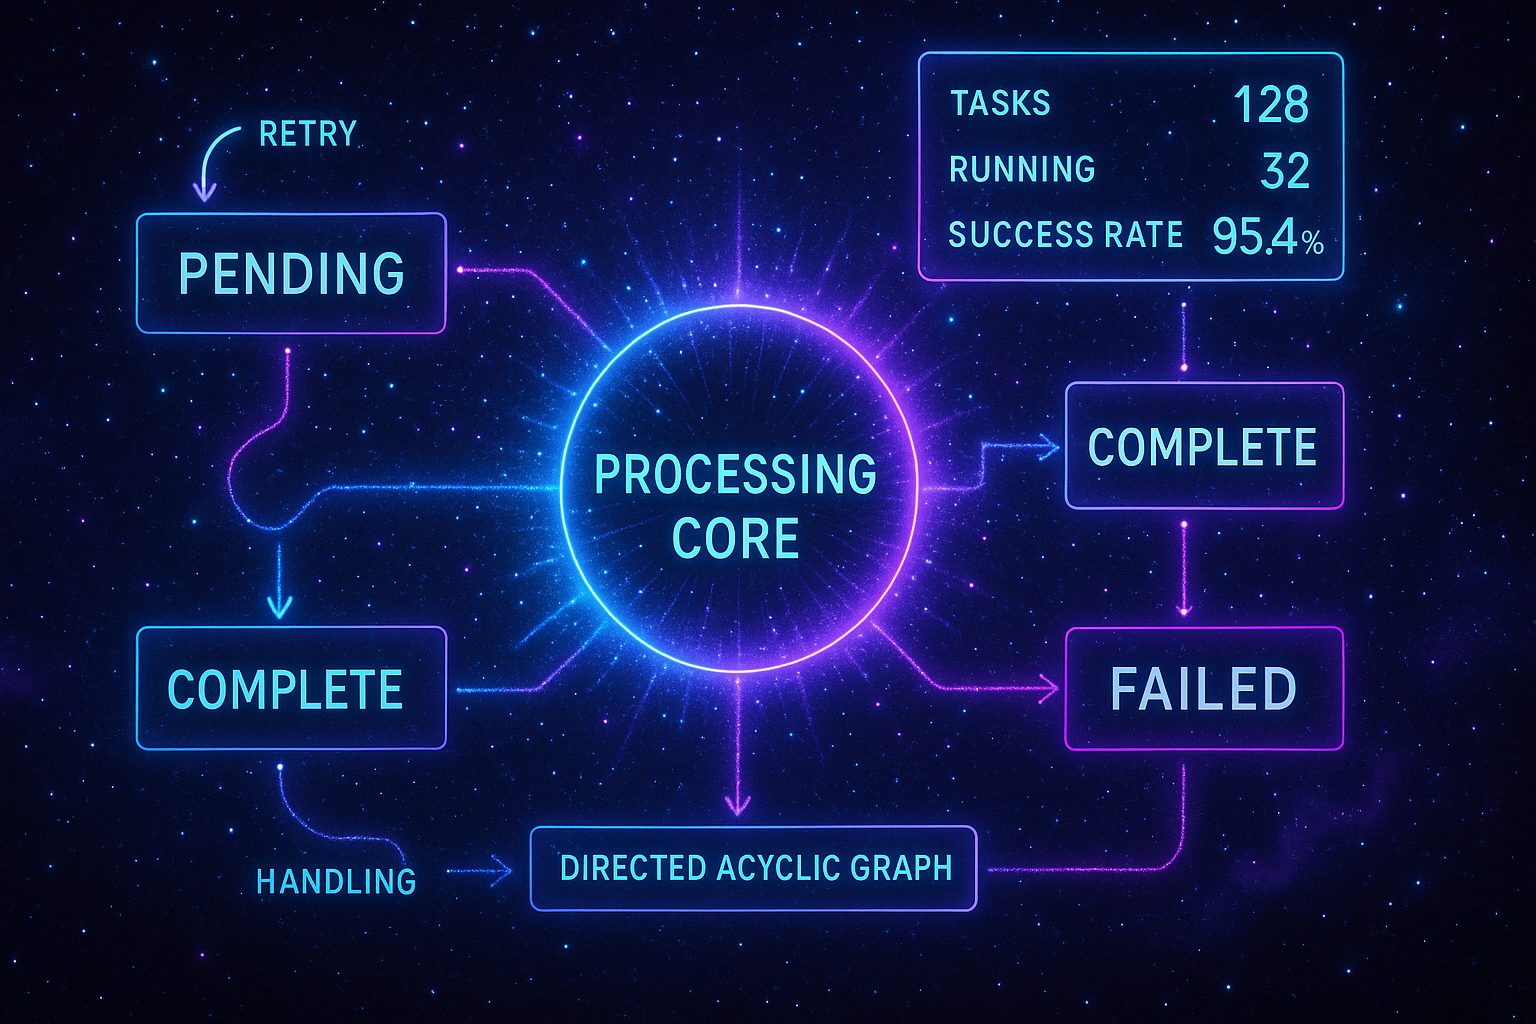 RETRY
PENDING
TASKS 128
RUNNING 32
SUCCESS RATE 95.4%
PROCESSING
CORE
COMPLETE
COMPLETE
FAILED
HANDLING
DIRECTED ACYCLIC GRAPH